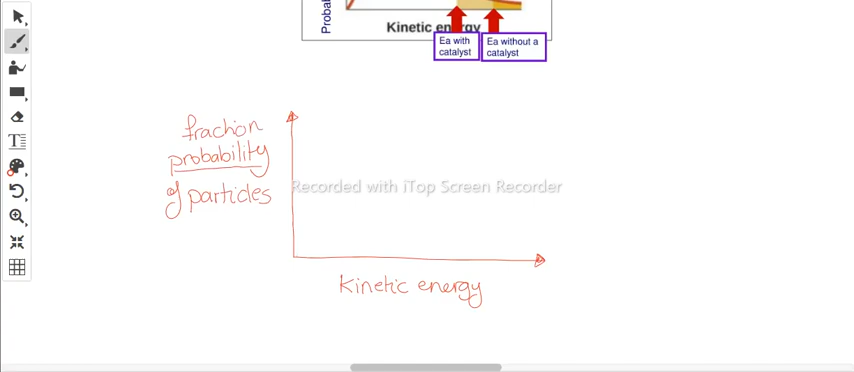 Proba
Kinetic energy
Ea with
catalyst
Ea without a
catalyst
fraction
probability
of particles
Recorded with iTop Screen Recorder
Kinetic energy
T